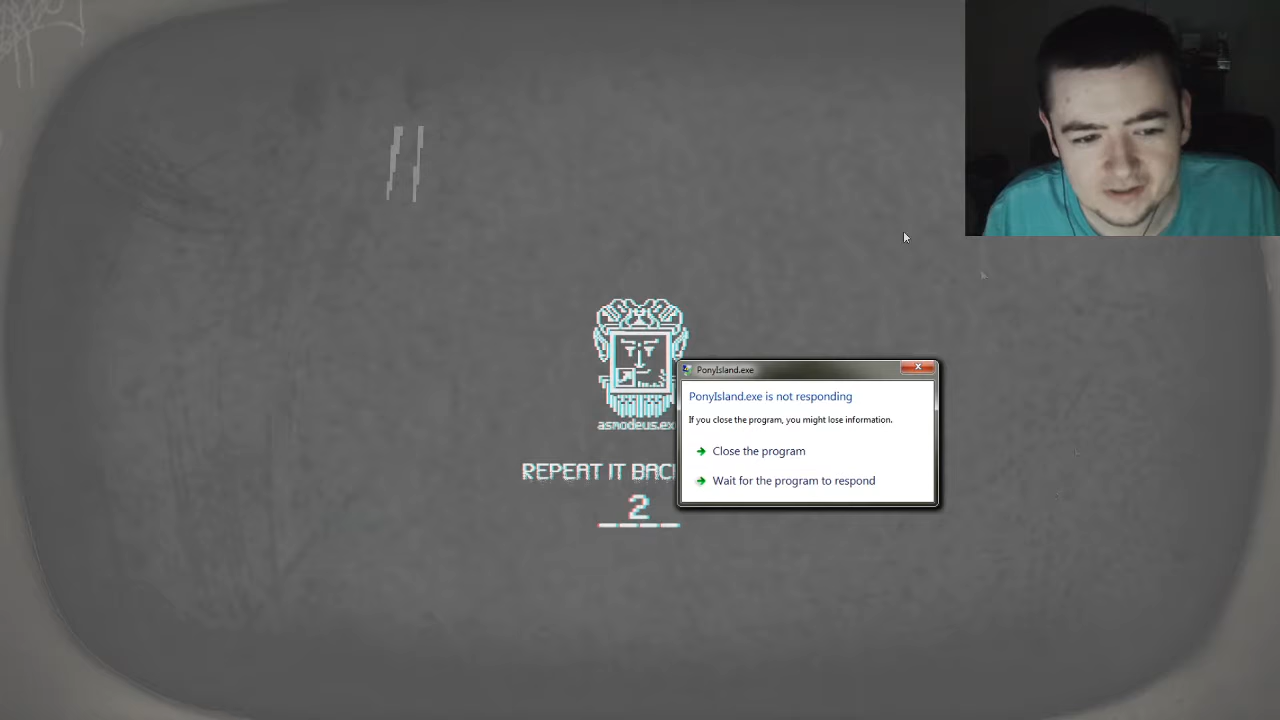 PonyIsland.exe
PonyIsland.exe is not responding
If you close the program, you might lose information.
asmodeus.ex
Close the program
REPEAT IT BAC
Wait for the program to respond
2